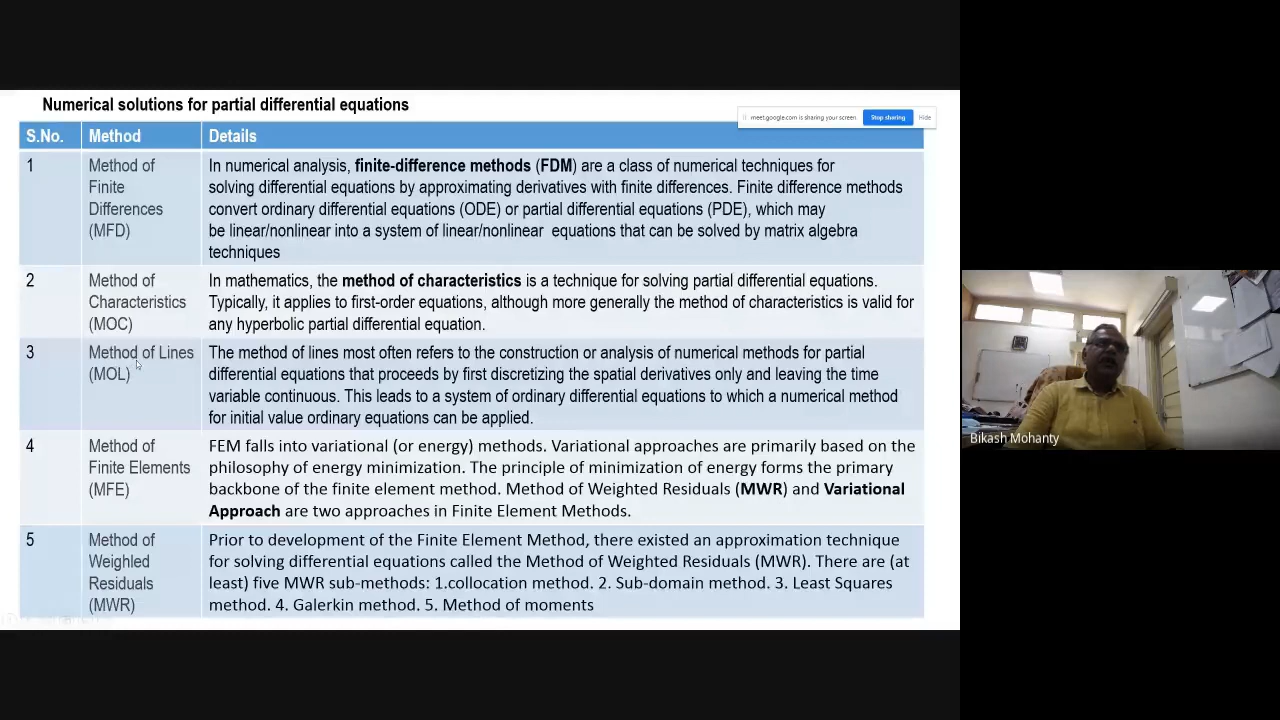 Numerical solutions for partial differential equations
meet.google.com is sharing your screen Stop sharing Hide
S.No. Method Details
1
Method of
Finite
Differences
(MFD)
In numerical analysis, finite-difference methods (FDM) are a class of numerical techniques for
solving differential equations by approximating derivatives with finite differences. Finite difference methods
convert ordinary differential equations (ODE) or partial differential equations (PDE), which may
be linear/nonlinear into a system of linear/nonlinear equations that can be solved by matrix algebra
techniques
2
Method of
Characteristics
(MOC)
In mathematics, the method of characteristics is a technique for solving partial differential equations.
Typically, it applies to first-order equations, although more generally the method of characteristics is valid for
any hyperbolic partial differential equation.
3
Method of Lines
(MOL)
The method of lines most often refers to the construction or analysis of numerical methods for partial
differential equations that proceeds by first discretizing the spatial derivatives only and leaving the time
variable continuous. This leads to a system of ordinary differential equations to which a numerical method
for initial value ordinary equations can be applied.
4
Method of
Finite Elements
(MFE)
FEM falls into variational (or energy) methods. Variational approaches are primarily based on the
philosophy of energy minimization. The principle of minimization of energy forms the primary
backbone of the finite element method. Method of Weighted Residuals (MWR) and Variational
Approach are two approaches in Finite Element Methods.
5
Method of
Weighled
Residuals
(MWR)
Prior to development of the Finite Element Method, there existed an approximation technique
for solving differential equations called the Method of Weighted Residuals (MWR). There are (at
least) five MWR sub-methods: 1.collocation method. 2. Sub-domain method. 3. Least Squares
method. 4. Galerkin method. 5. Method of moments
Bikash Mohanty